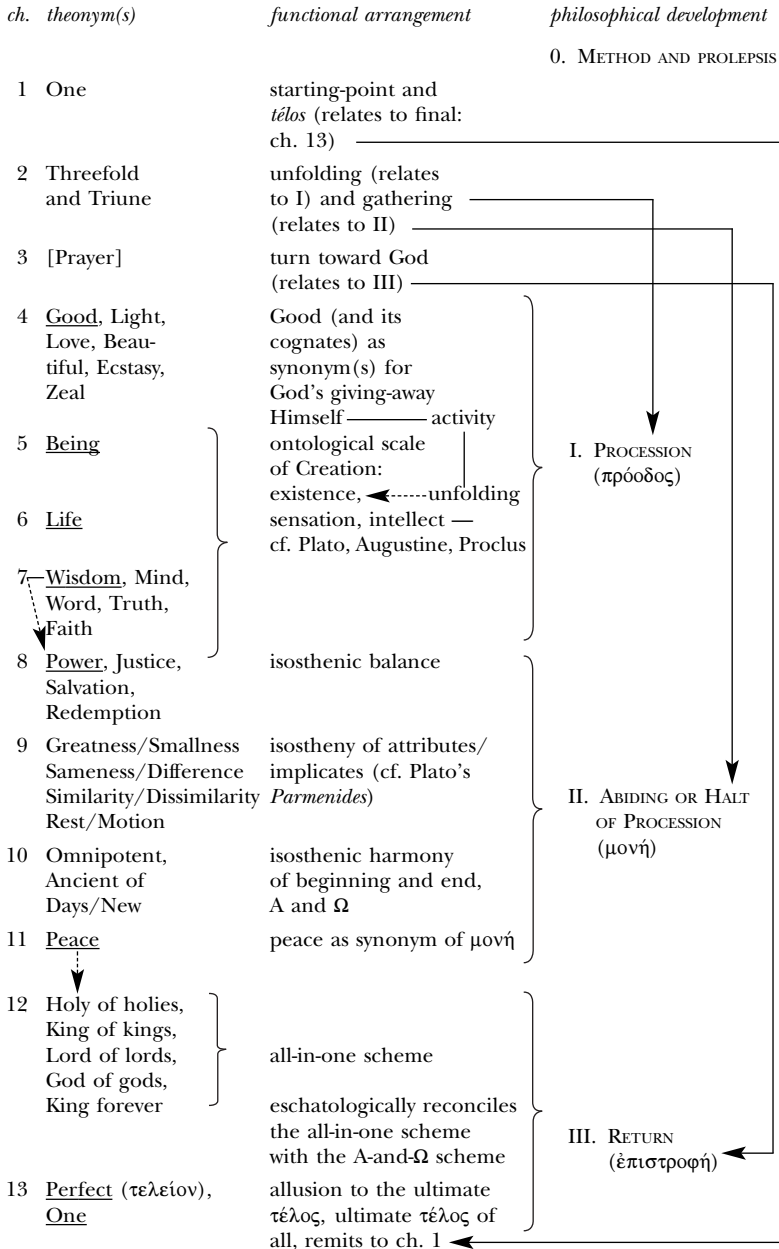 ch. theonym(s) functional arrangement philosophical development
0. METHOD AND PROLEPSIS
1 One starting-point and
télos (relates to final:
ch. 13)
2 Threefold unfolding (relates
and Triune to I) and gathering
(relates to II)
3 [Prayer] turn toward God
(relates to III)
4 Good, Light, Good (and its
Love, Beau- cognates) as
tiful, Ecstasy, synonym(s) for
Zeal God's giving-away
Himself activity
5 Being ontological scale I. PROCESSION
of Creation: (πρόοδος)
existence, unfolding
6 Life sensation, intellect —
cf. Plato, Augustine, Proclus
7 Wisdom, Mind,
Word, Truth,
Faith
8 Power, Justice, isosthenic balance
Salvation,
Redemption
9 Greatness/Smallness isostheny of attributes/
Sameness/Difference implicates (cf. Plato's
Similarity/Dissimilarity Parmenides) II. ABIDING OR HALT
Rest/Motion OF PROCESSION
(μονή)
10 Omnipotent, isosthenic harmony
Ancient of of beginning and end,
Days/New Α and Ω
11 Peace peace as synonym of μονή
12 Holy of holies,
King of kings,
Lord of lords, all-in-one scheme
God of gods,
King forever eschatologically reconciles
the all-in-one scheme III. RETURN
with the A-and-Ω scheme (ἐπιστροφή)
13 Perfect (τελείον), allusion to the ultimate
One τέλος, ultimate τέλος of
all, remits to ch. 1